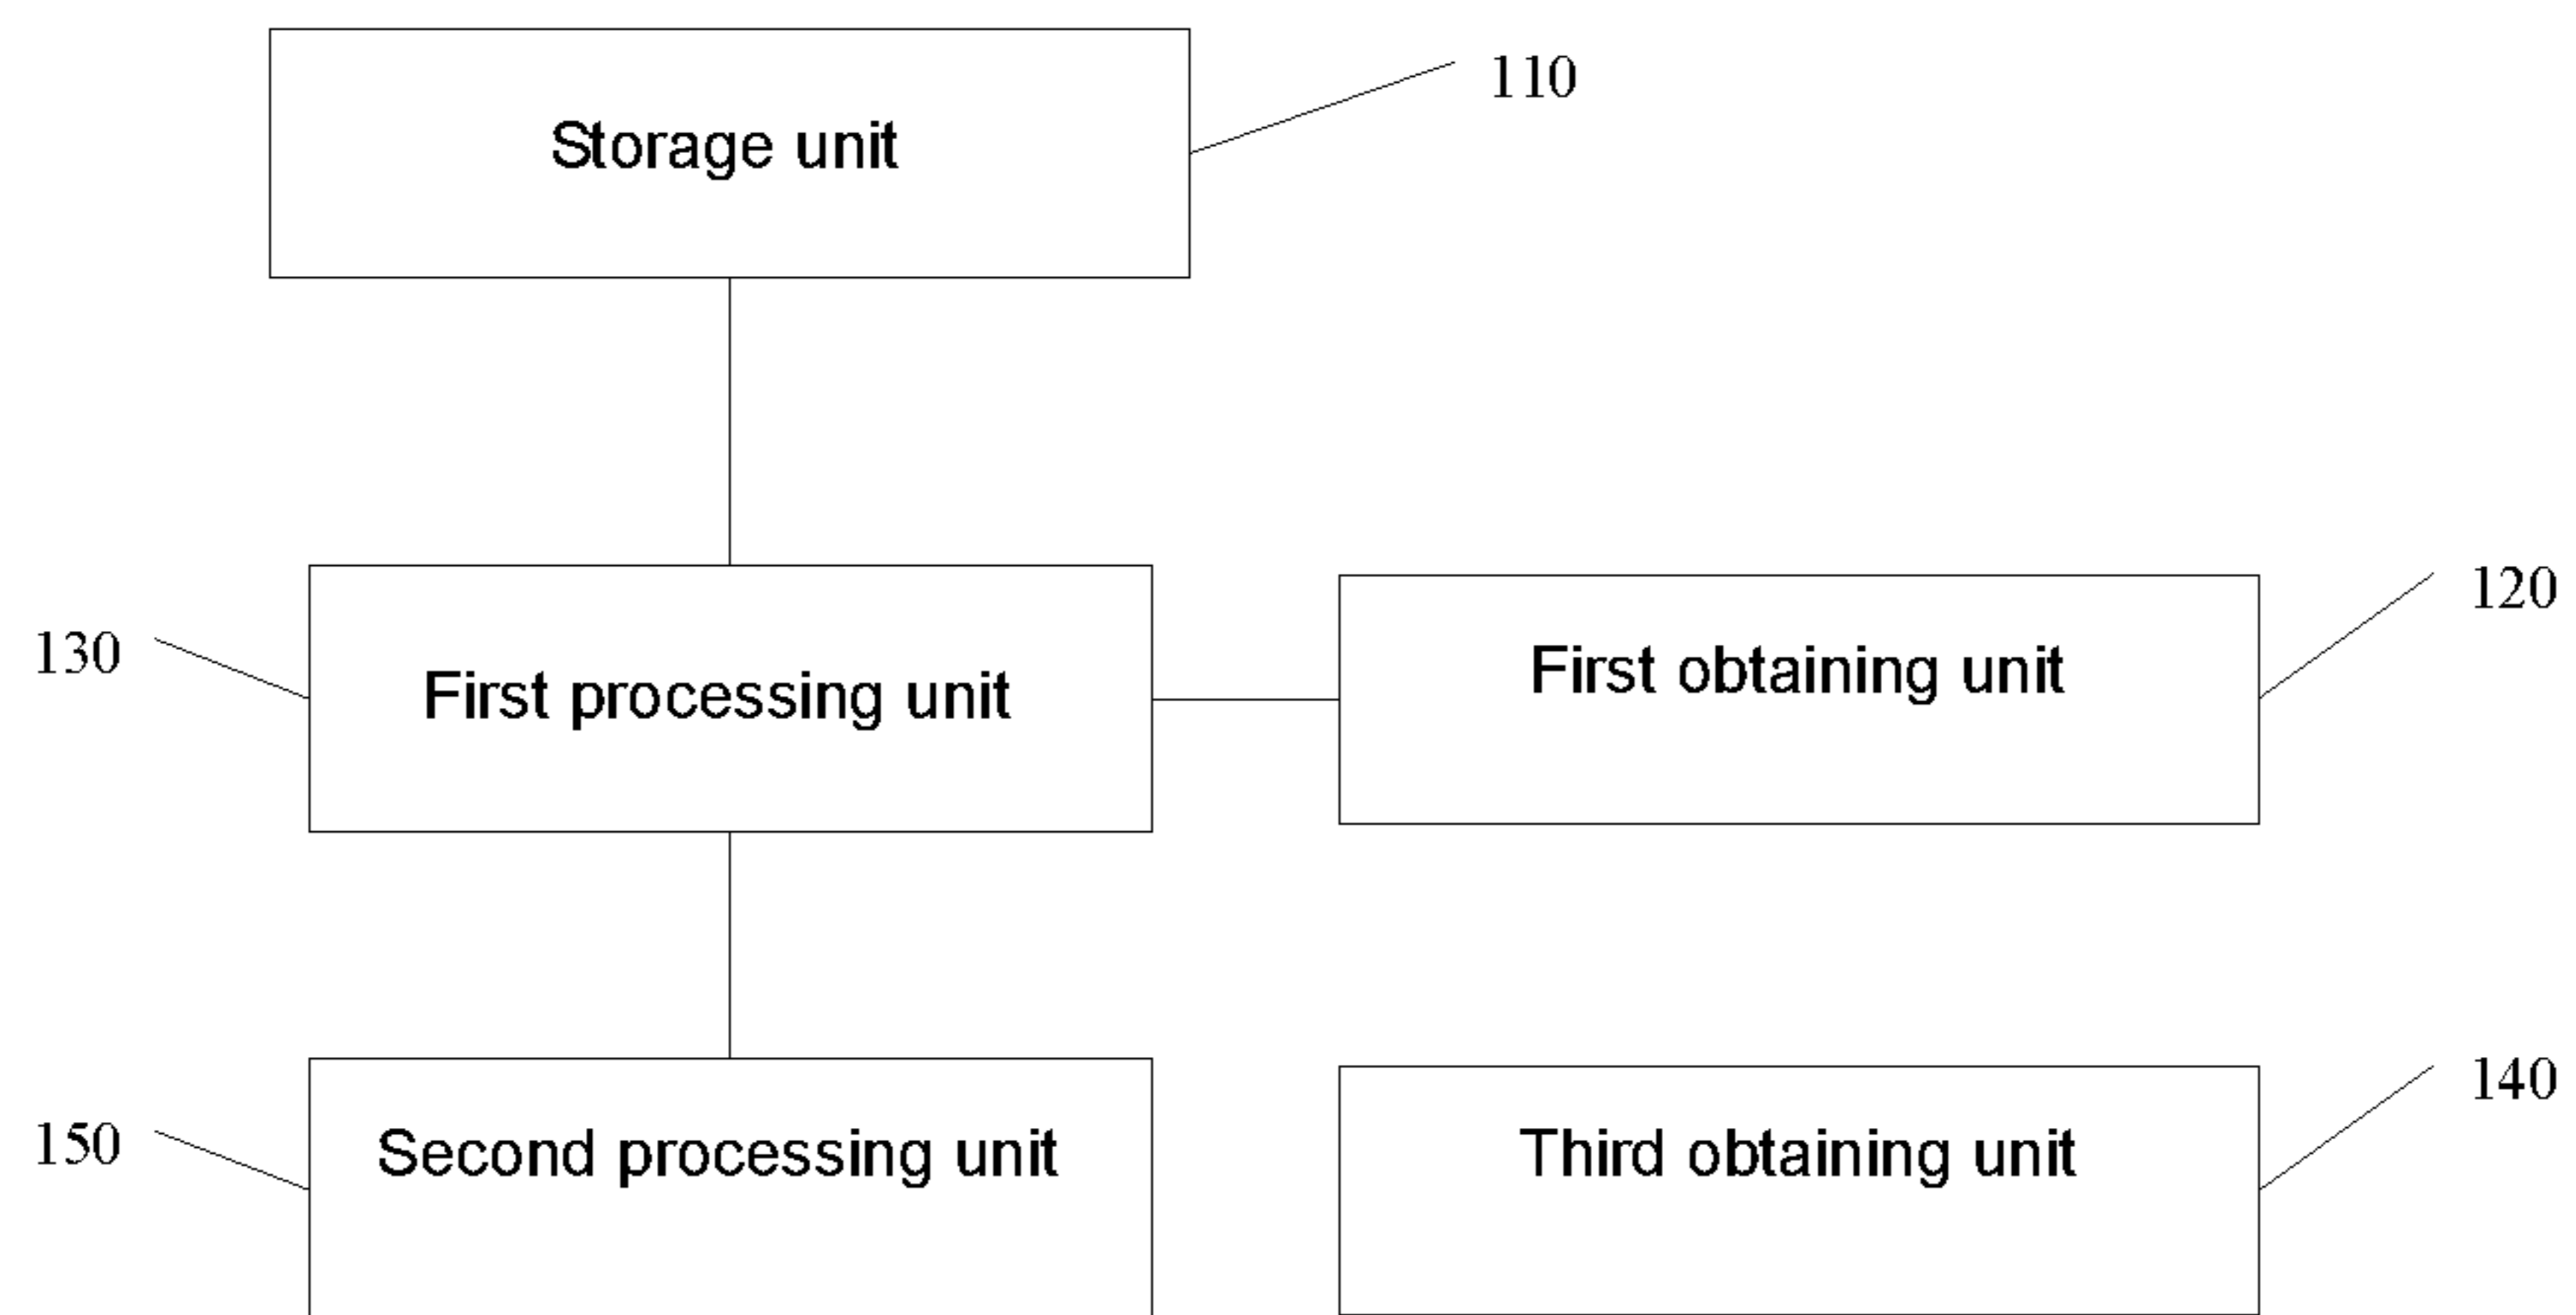 Storage unit
110
130
First processing unit
First obtaining unit
120
150
Second processing unit
Third obtaining unit
140